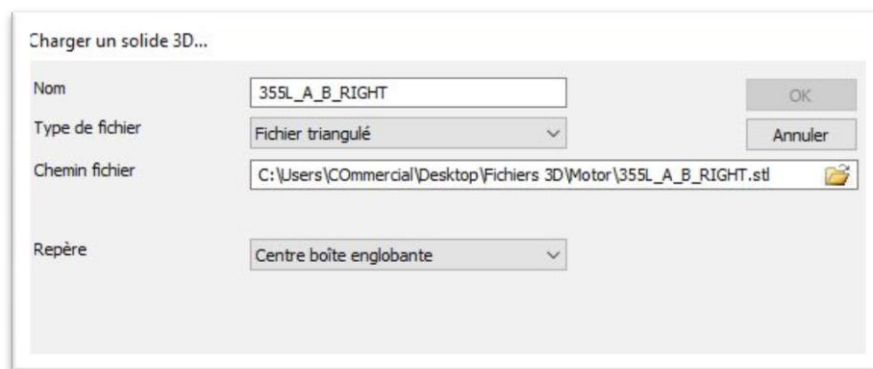 Charger un solide 3D...
Nom
355L_A_B_RIGHT
OK
Type de fichier
Fichier triangulé
Annuler
Chemin fichier
C:\Users\COmmercial\Desktop\Fichiers 3D\Motor\355L_A_B_RIGHT.stl
Repère
Centre boîte englobante